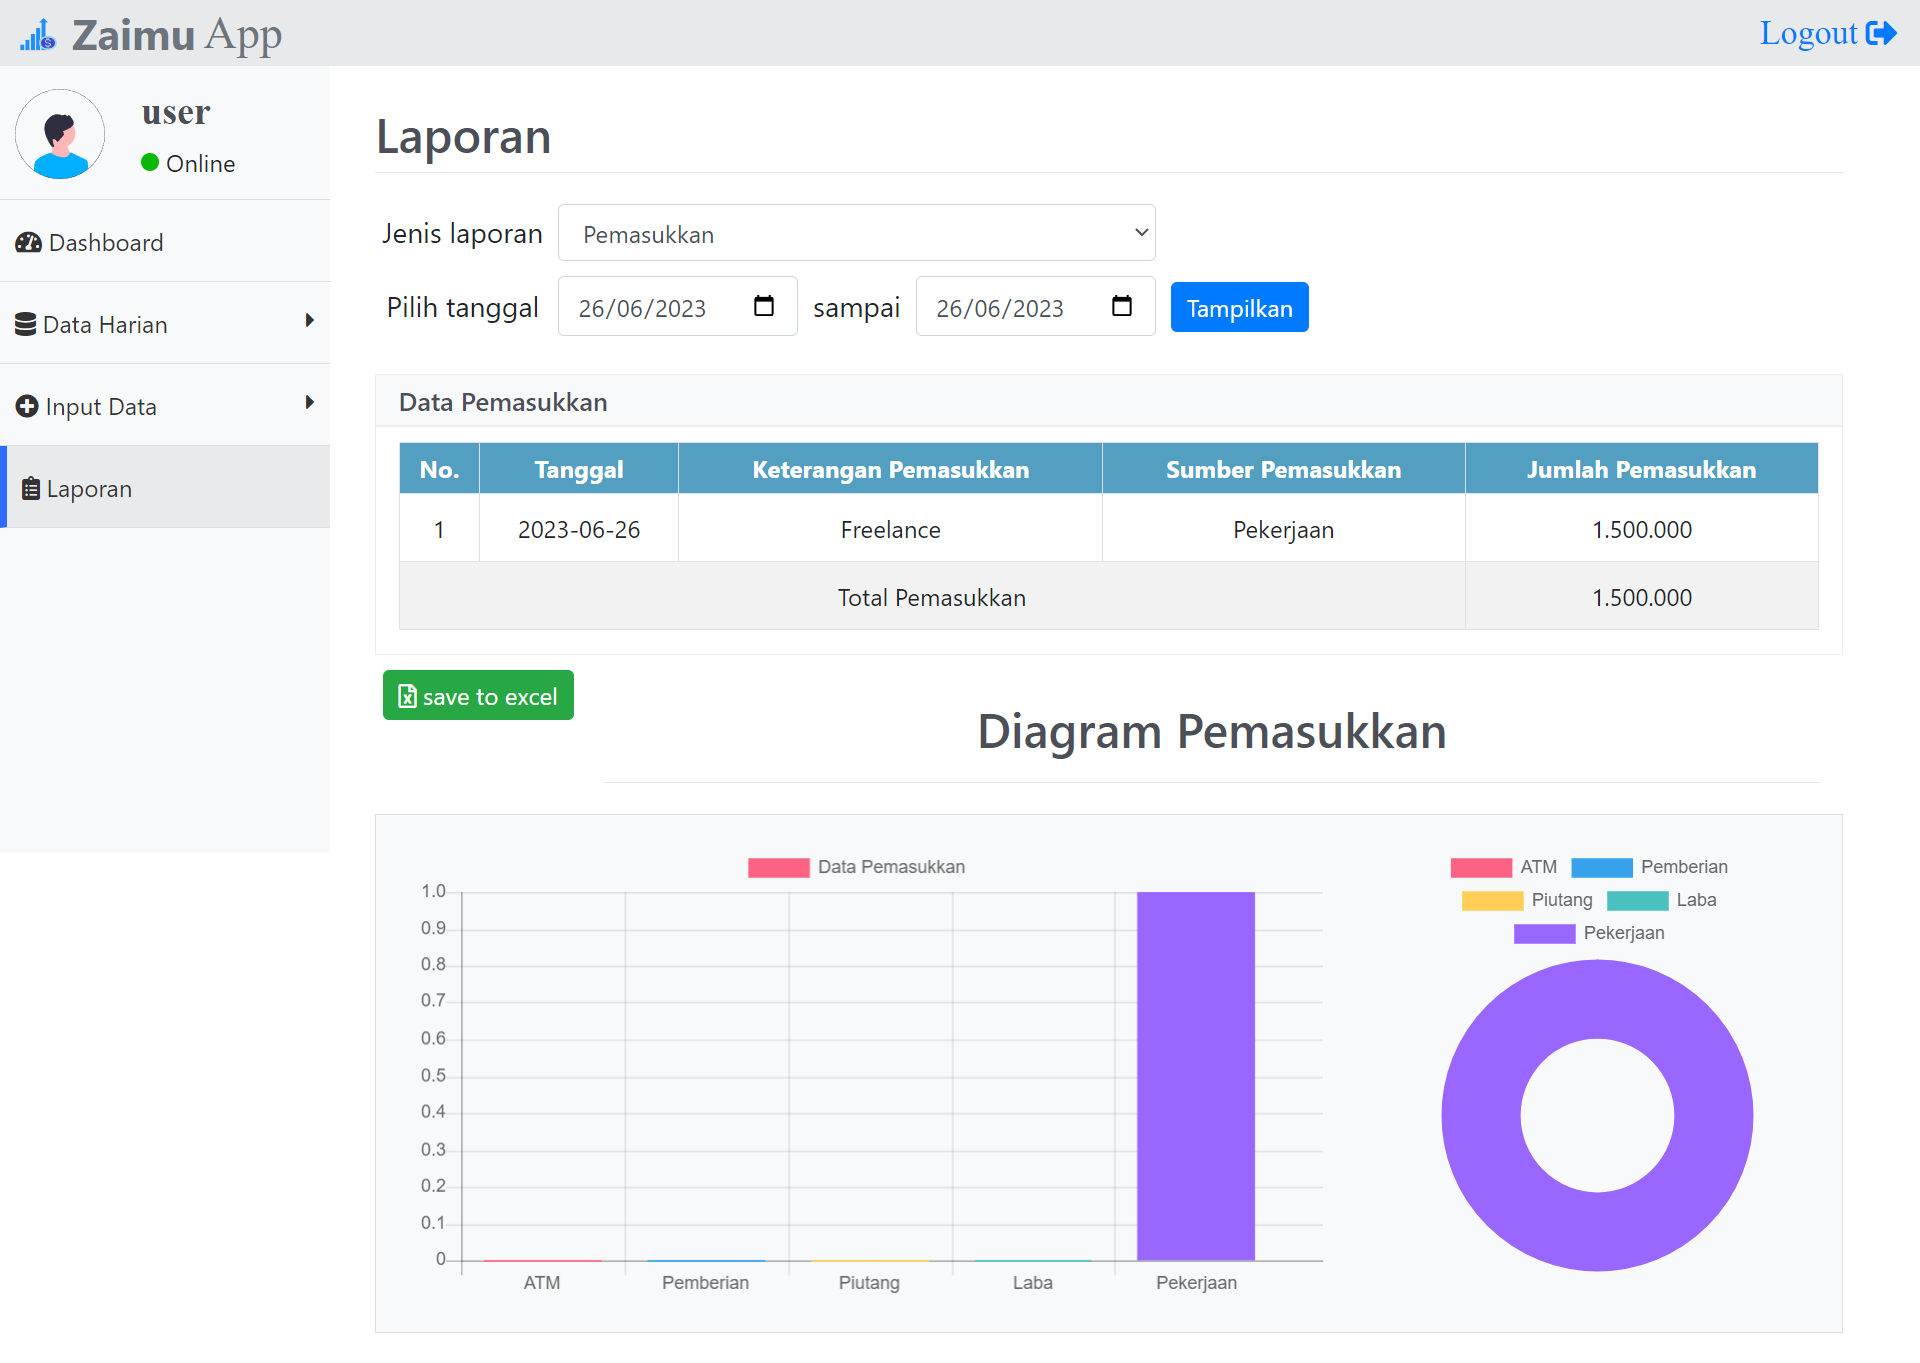 Zaimu App
Logout
user
Online
Dashboard
Data Harian
Input Data
Laporan
Laporan
Jenis laporan Pemasukkan
Pilih tanggal 26/06/2023 sampai 26/06/2023 Tampilkan
Data Pemasukkan
No. Tanggal Keterangan Pemasukkan Sumber Pemasukkan Jumlah Pemasukkan
1 2023-06-26 Freelance Pekerjaan 1.500.000
Total Pemasukkan 1.500.000
save to excel
Diagram Pemasukkan
Data Pemasukkan
1.0
0.9
0.8
0.7
0.6
0.5
0.4
0.3
0.2
0.1
0
ATM Pemberian Piutang Laba Pekerjaan
ATM Pemberian
Piutang Laba
Pekerjaan